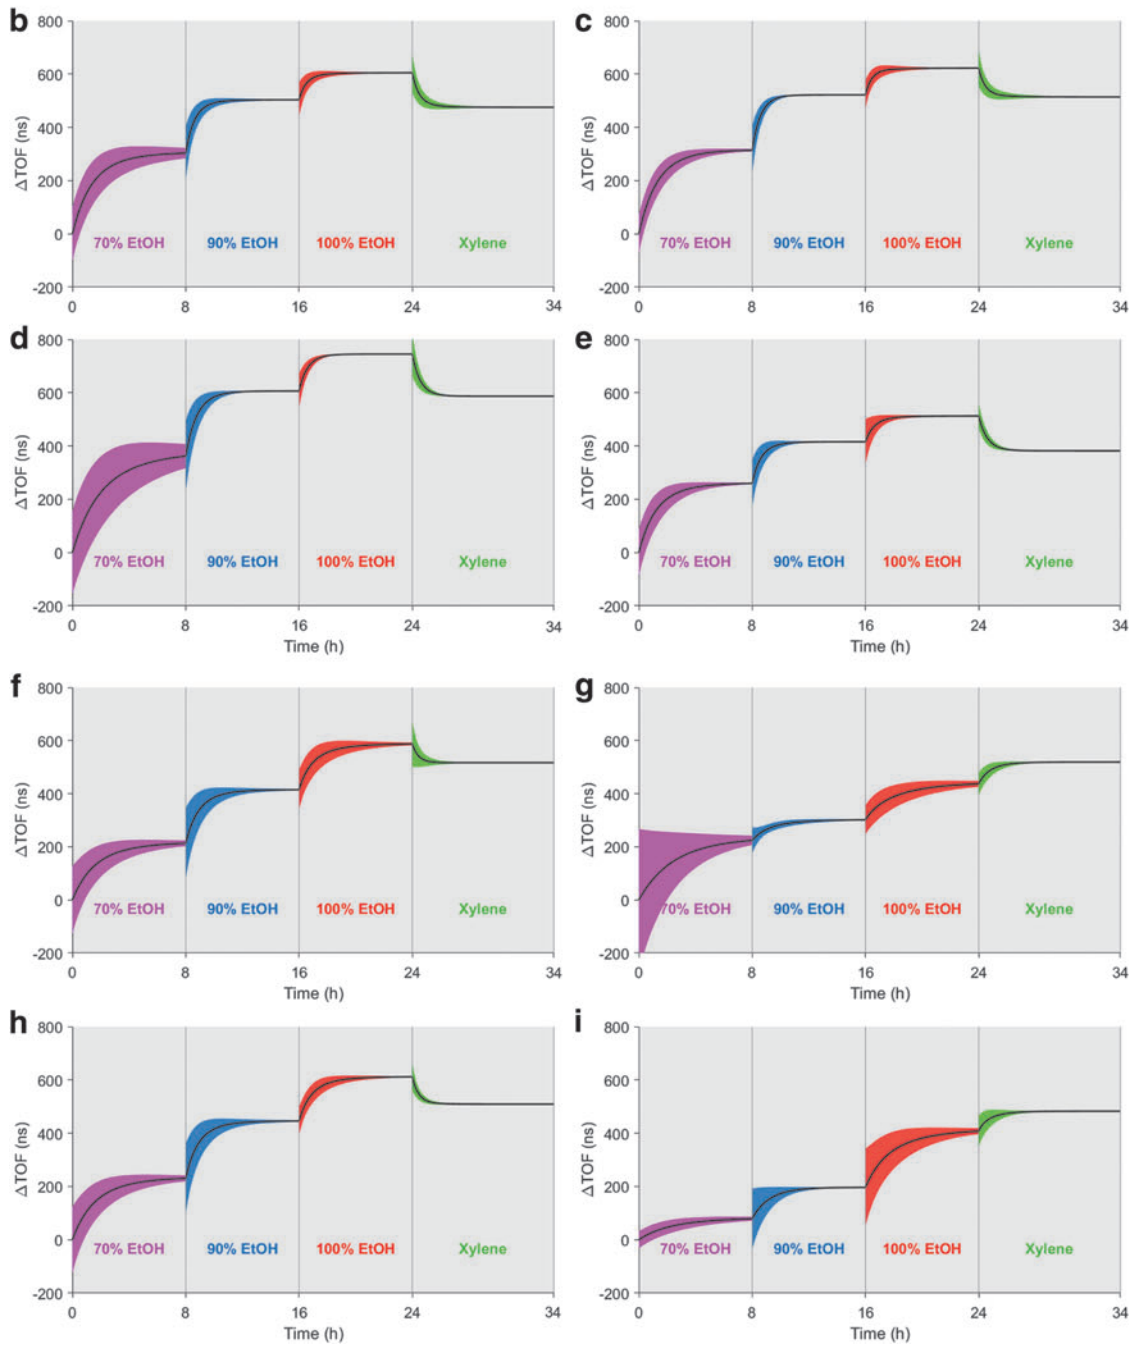 b
c
800
600
400
200
0
-200
ΔTOF (ns)
70% EtOH
90% EtOH
100% EtOH
Xylene
0
8
16
24
34
800
600
400
200
0
-200
ΔTOF (ns)
70% EtOH
90% EtOH
100% EtOH
Xylene
0
8
16
24
34
d
e
800
600
400
200
0
-200
ΔTOF (ns)
70% EtOH
90% EtOH
100% EtOH
Xylene
0
8
16
24
34
Time (h)
800
600
400
200
0
-200
ΔTOF (ns)
70% EtOH
90% EtOH
100% EtOH
Xylene
0
8
16
24
34
Time (h)
f
g
800
600
400
200
0
-200
ΔTOF (ns)
70% EtOH
90% EtOH
100% EtOH
Xylene
0
8
16
24
34
Time (h)
800
600
400
200
0
-200
ΔTOF (ns)
70% EtOH
90% EtOH
100% EtOH
Xylene
0
8
16
24
34
Time (h)
h
i
800
600
400
200
0
-200
ΔTOF (ns)
70% EtOH
90% EtOH
100% EtOH
Xylene
0
8
16
24
34
Time (h)
800
600
400
200
0
-200
ΔTOF (ns)
70% EtOH
90% EtOH
100% EtOH
Xylene
0
8
16
24
34
Time (h)